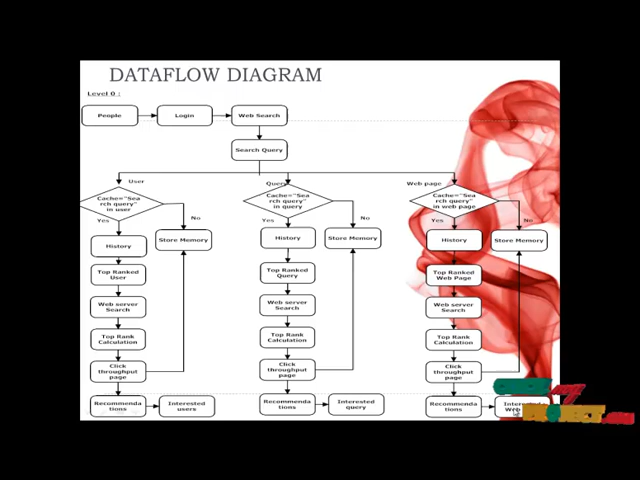 DATAFLOW DIAGRAM
Level 0 :
People
Login
Web Search
Search Query
User
Query
Web page
Cache="Sea
rch query"
in user
Cache="Sea
rch query"
in query
Cache="Sea
rch query"
in web page
Yes
No
Yes
No
Yes
No
History
Store Memory
History
Store Memory
History
Store Memory
Top Ranked
User
Top Ranked
Query
Top Ranked
Web Page
Web server
Search
Web server
Search
Web server
Search
Top Rank
Calculation
Top Rank
Calculation
Top Rank
Calculation
Click
throughput
page
Click
throughput
page
Click
throughput
page
Recommenda
tions
Interested
users
Recommenda
tions
Interested
query
Recommenda
tions
Web
my
PROJECT